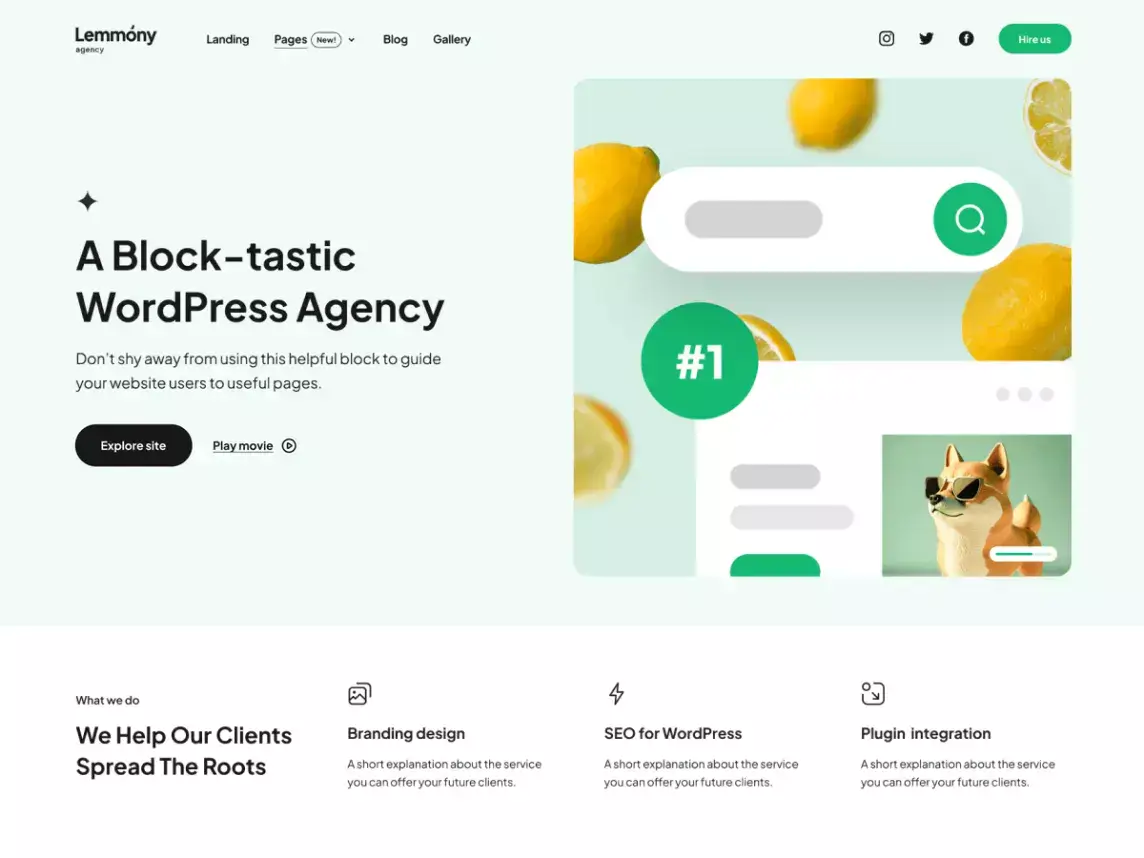 Lemmóny
agency
Landing
Pages
New!
Blog
Gallery
Hire us
A Block-tastic
WordPress Agency
Don't shy away from using this helpful block to guide
your website users to useful pages.
Explore site
Play movie
#1
What we do
We Help Our Clients
Spread The Roots
Branding design
A short explanation about the service
you can offer your future clients.
SEO for WordPress
A short explanation about the service
you can offer your future clients.
Plugin integration
A short explanation about the service
you can offer your future clients.